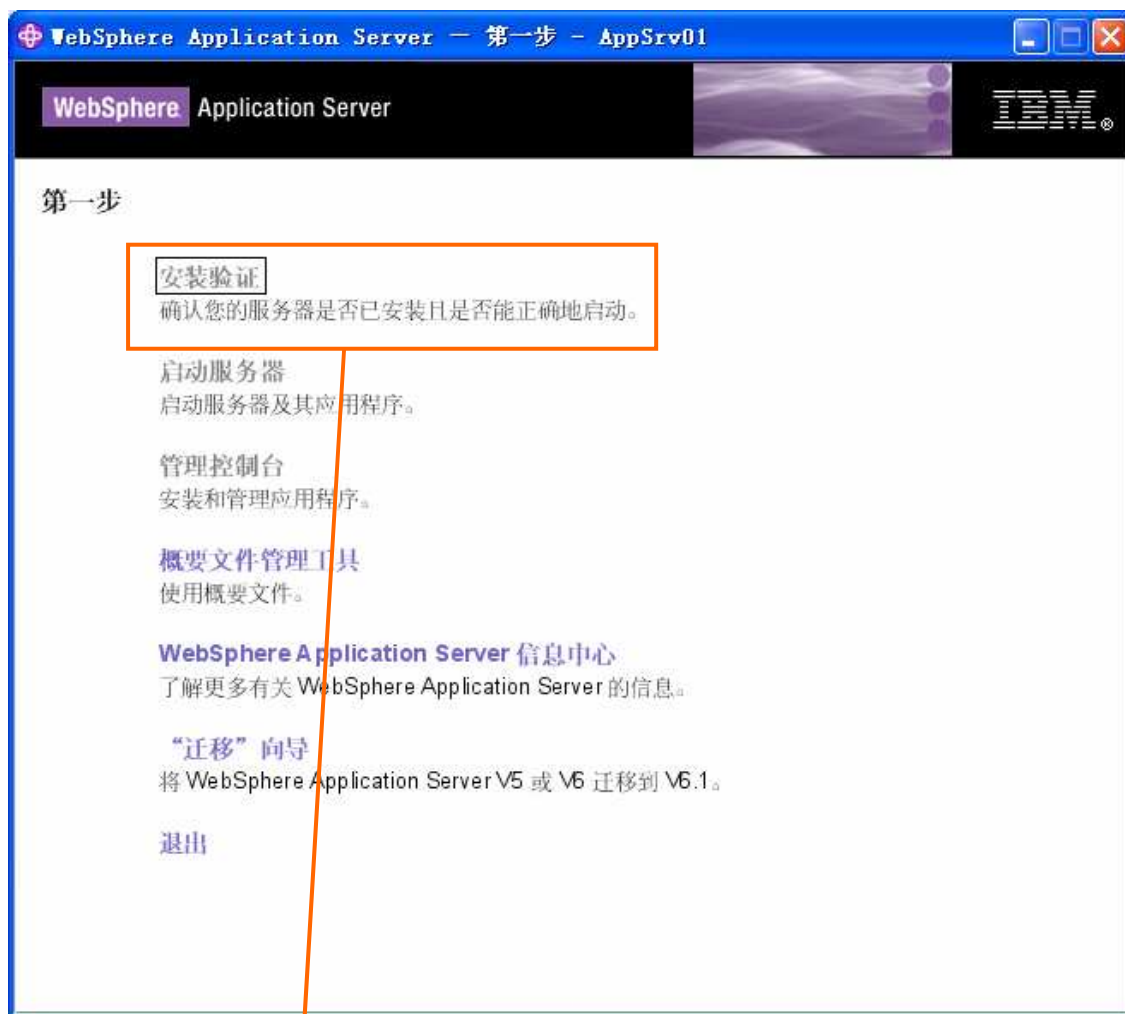 WebSphere Application Server － 第一步 - AppSrv01
WebSphere Application Server
IBM®
第一步
安装验证
确认您的服务器是否已安装且是否能正确地启动。
启动服务器
启动服务器及其应用程序。
管理控制台
安装和管理应用程序。
概要文件管理工具
使用概要文件。
WebSphere Application Server 信息中心
了解更多有关 WebSphere Application Server 的信息。
“迁移”向导
将 WebSphere Application Server V5 或 V6 迁移到 V6.1。
退出